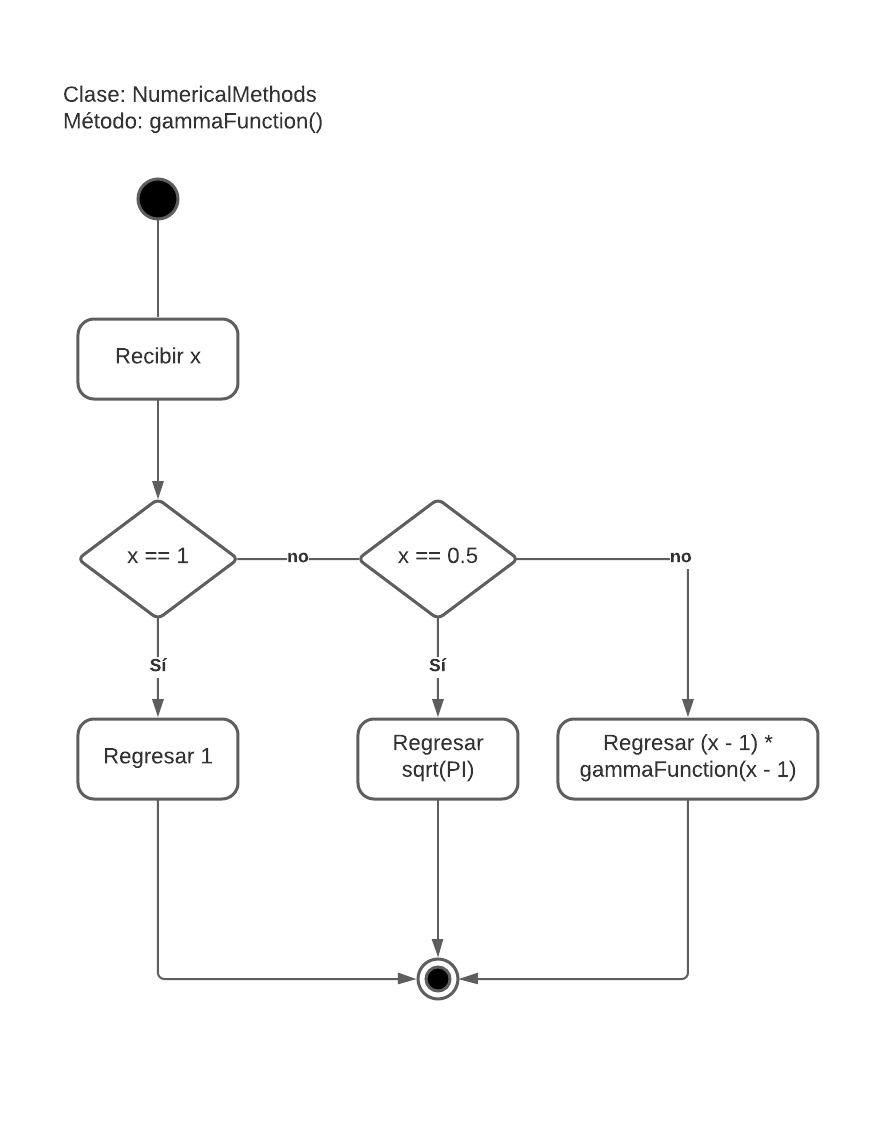 Clase: NumericalMethods
Método: gammaFunction()
Recibir x
x == 1
no
x == 0.5
no
Sí
Sí
Regresar 1
Regresar
sqrt(PI)
Regresar (x - 1) *
gammaFunction(x - 1)